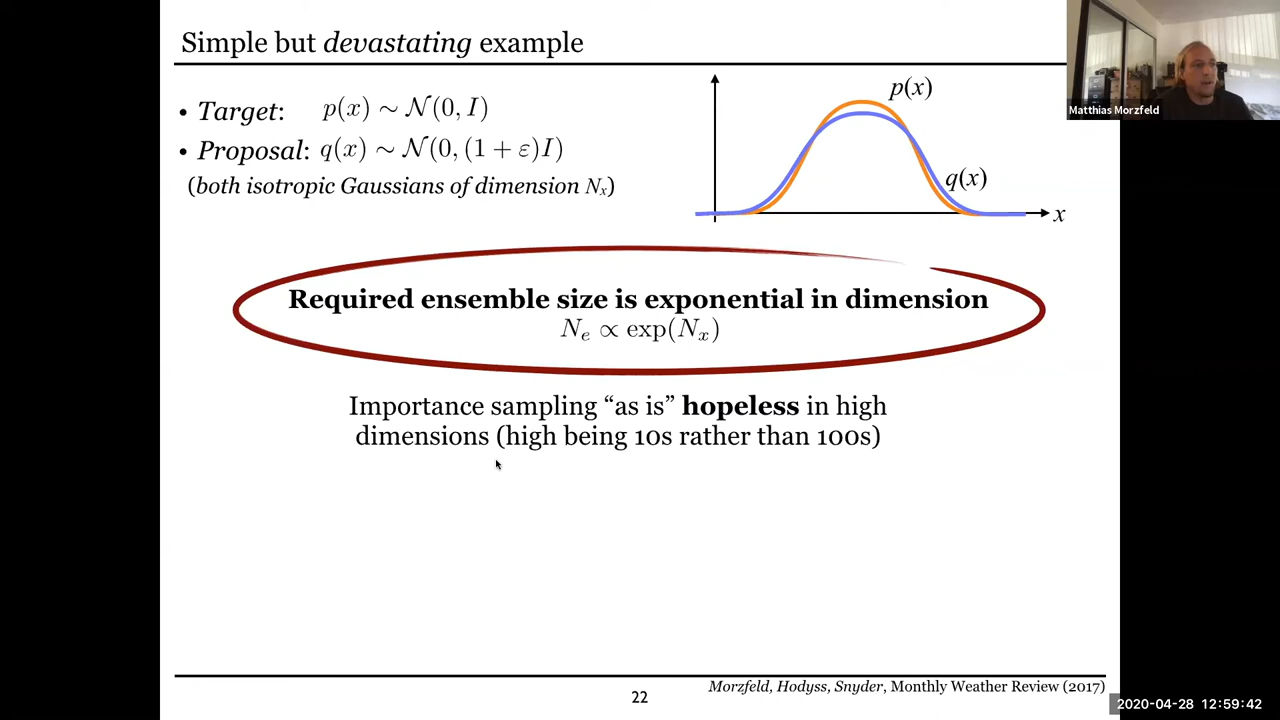 Simple but devastating example
• Target: p(x) ∼ 𝒩(0, I)
• Proposal: q(x) ∼ 𝒩(0, (1 + ε)I)
(both isotropic Gaussians of dimension Nₓ)
p(x)
q(x)
x
Matthias Morzfeld
Required ensemble size is exponential in dimension
Nₑ ∝ exp(Nₓ)
Importance sampling “as is” hopeless in high
dimensions (high being 10s rather than 100s)
Morzfeld, Hodyss, Snyder, Monthly Weather Review (2017)
22
2020-04-28 12:59:42